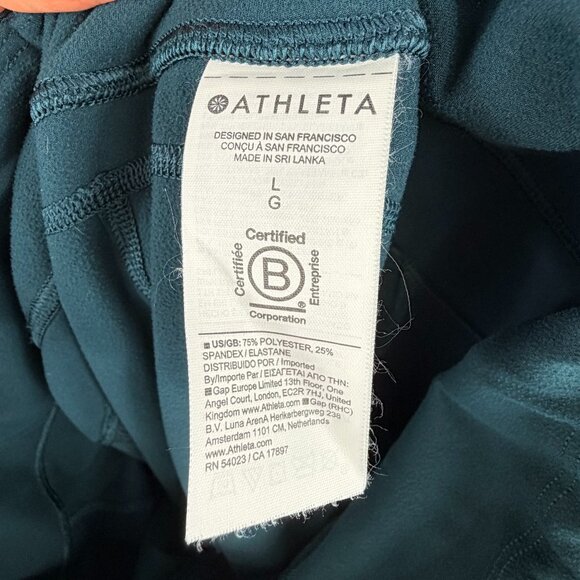 ATHLETA
DESIGNED IN SAN FRANCISCO
CONÇU À SAN FRANCISCO
MADE IN SRI LANKA
L
G
Certified
Certifiée
B
®
Entreprise
Corporation
US/GB: 75% POLYESTER, 25%
SPANDEX / ELASTANE
DISTRIBUIDO POR / Imported
By/Importe Par / ΕΙΣΑΓΕΤΑΙ ΑΠΟ ΤΗΝ:
Gap Europe Limited 13th Floor, One
Angel Court, London, EC2R 7HJ, United
Kingdom www.Athleta.com Gap (RHC)
B.V. Luna ArenA Herikerbergweg 238
Amsterdam 1101 CM, Netherlands
www.Athleta.com
RN 54023 / CA 17897